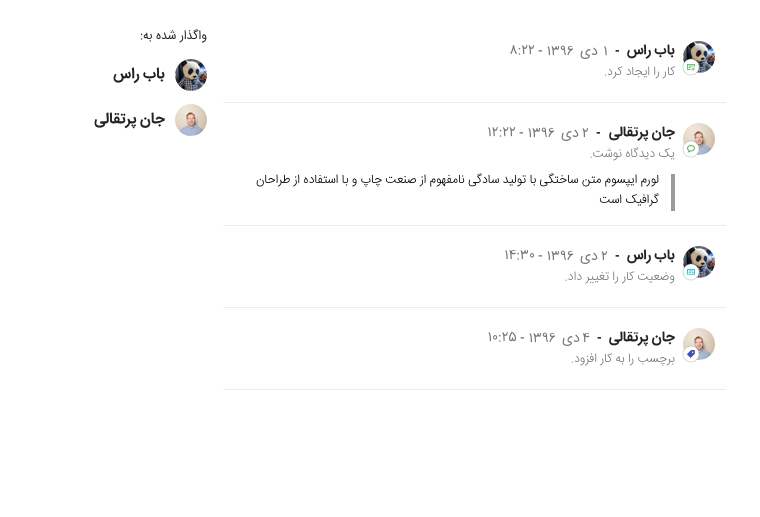 باب راس - ۱ دی ۱۳۹۶ - ۸:۲۲
کار را ایجاد کرد.
جان پرتقالی - ۲ دی ۱۳۹۶ - ۱۲:۲۲
یک دیدگاه نوشت.
لورم ایپسوم متن ساختگی با تولید سادگی نامفهوم از صنعت چاپ و با استفاده از طراحان
گرافیک است
باب راس - ۲ دی ۱۳۹۶ - ۱۴:۳۰
وضعیت کار را تغییر داد.
جان پرتقالی - ۴ دی ۱۳۹۶ - ۱۰:۲۵
برچسب را به کار افزود.
واگذار شده به:
باب راس
جان پرتقالی